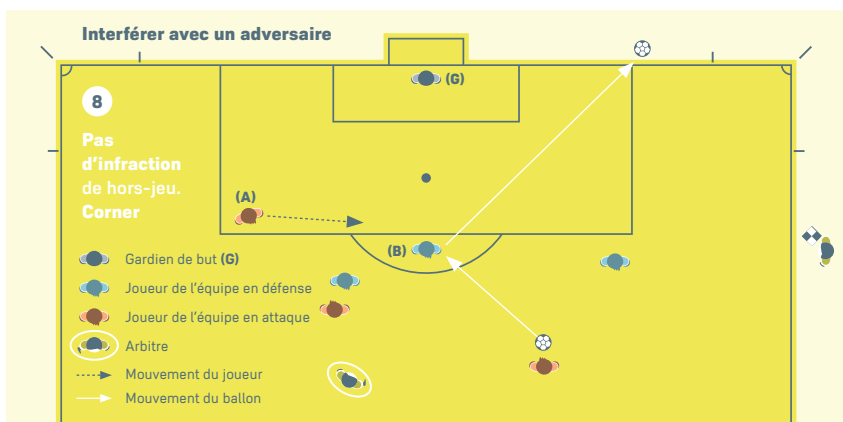 Interférer avec un adversaire
(G)
8
Pas
d’infraction
de hors-jeu.
Corner
(A)
(B)
Gardien de but (G)
Joueur de l’équipe en défense
Joueur de l’équipe en attaque
Arbitre
Mouvement du joueur
Mouvement du ballon